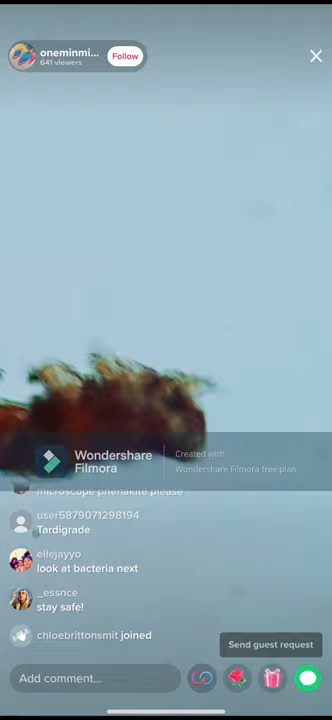 oneminmi...
641 viewers
Follow
Wondershare
Filmora
Created with
Wondershare Filmora free plan
microscope phenakite please
user5879071298194
Tardigrade
ellejayyo
look at bacteria next
_essnce
stay safe!
chloebrittonsmit joined
Send guest request
Add comment...